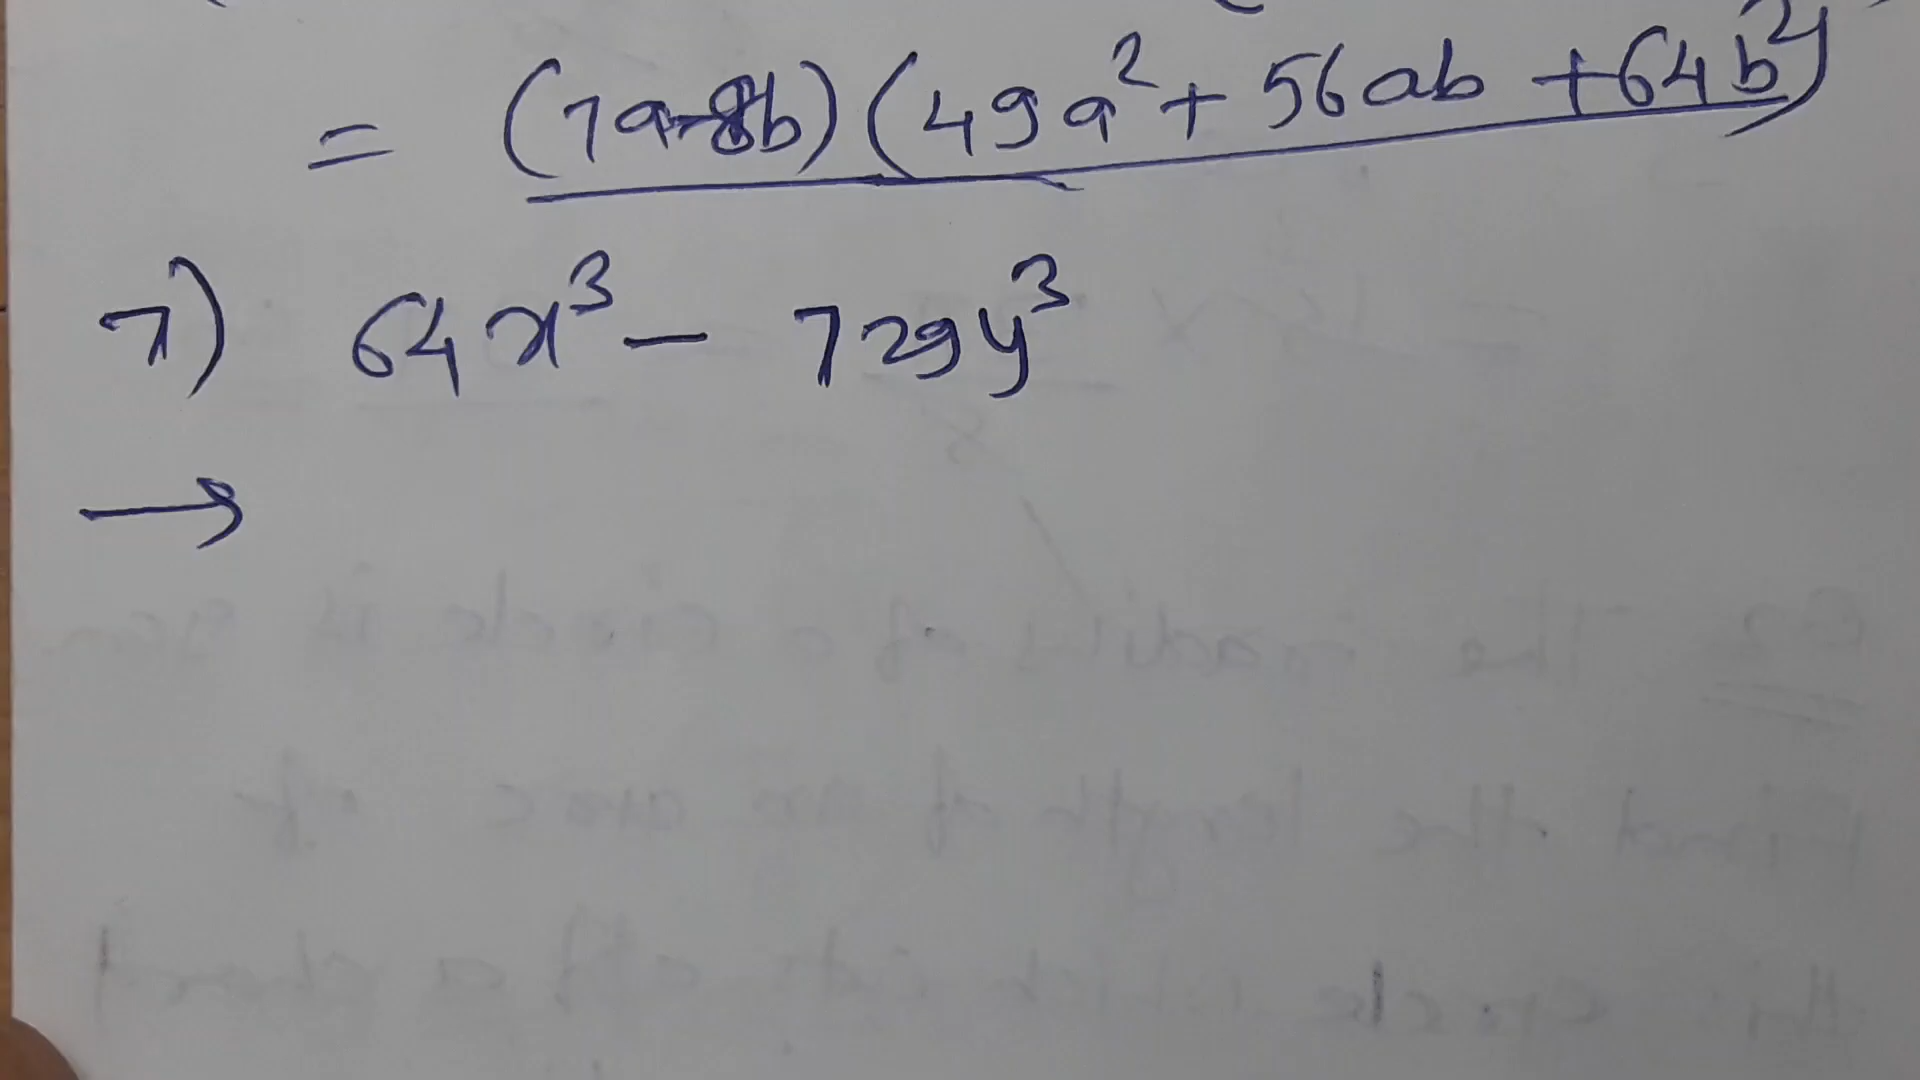 = (7a-8b)(49a²+56ab+64b²)
7) 64x³ - 729y³
→